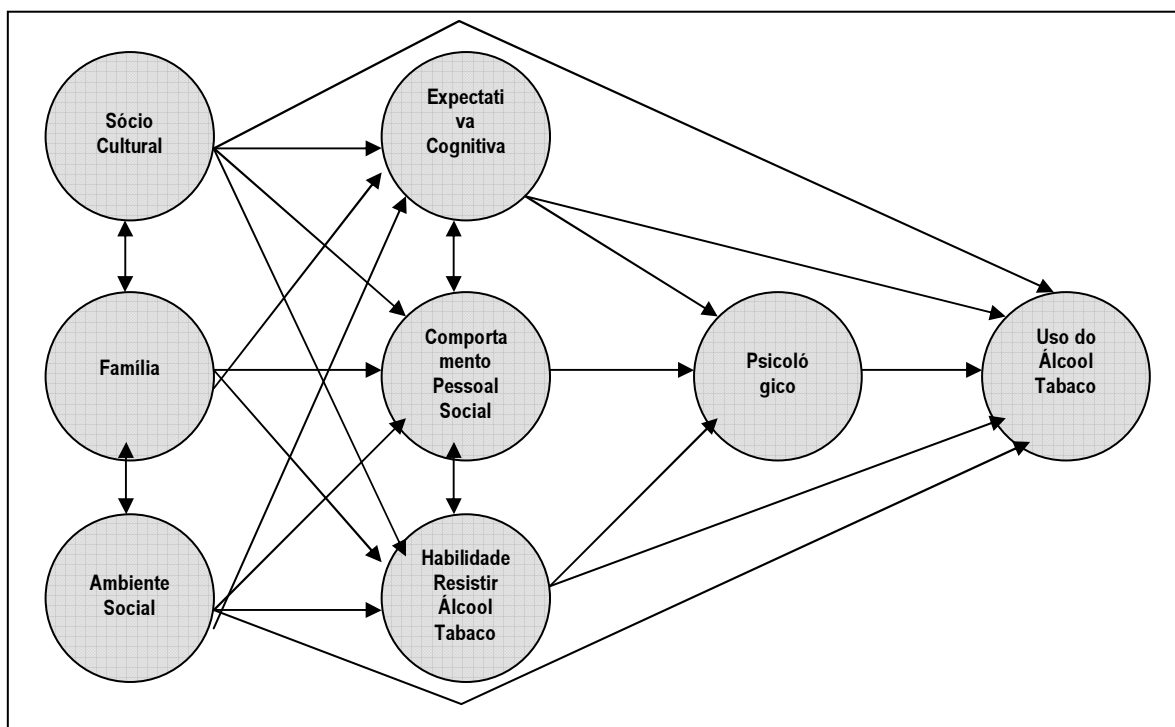 Sócio
Cultural
Expectati
va
Cognitiva
Família
Comporta
mento
Pessoal
Social
Psicoló
gico
Uso do
Álcool
Tabaco
Ambiente
Social
Habilidade
Resistir
Álcool
Tabaco